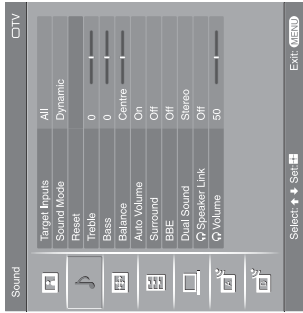 Sound TV
Target Inputs All
Sound Mode Dynamic
Reset
Treble 0
Bass 0
Balance Centre
Auto Volume On
Surround Off
BBE Off
Dual Sound Stereo
Speaker Link Off
Volume 50
Select: Set: Exit: MENU